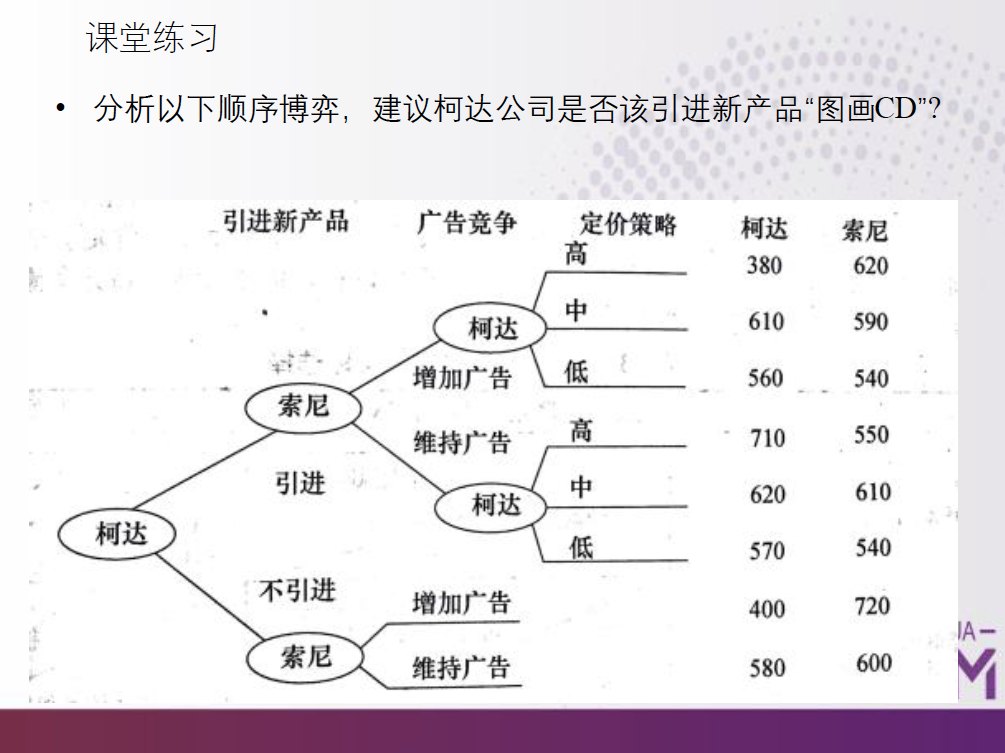 课堂练习
• 分析以下顺序博弈，建议柯达公司是否该引进新产品“图画CD”?
引进新产品 广告竞争 定价策略 柯达 索尼
高 380 620
柯达 中 610 590
增加广告 低 560 540
索尼
维持广告 高 710 550
引进 柯达 中 620 610
柯达 低 570 540
不引进 增加广告 400 720
索尼 维持广告 580 600